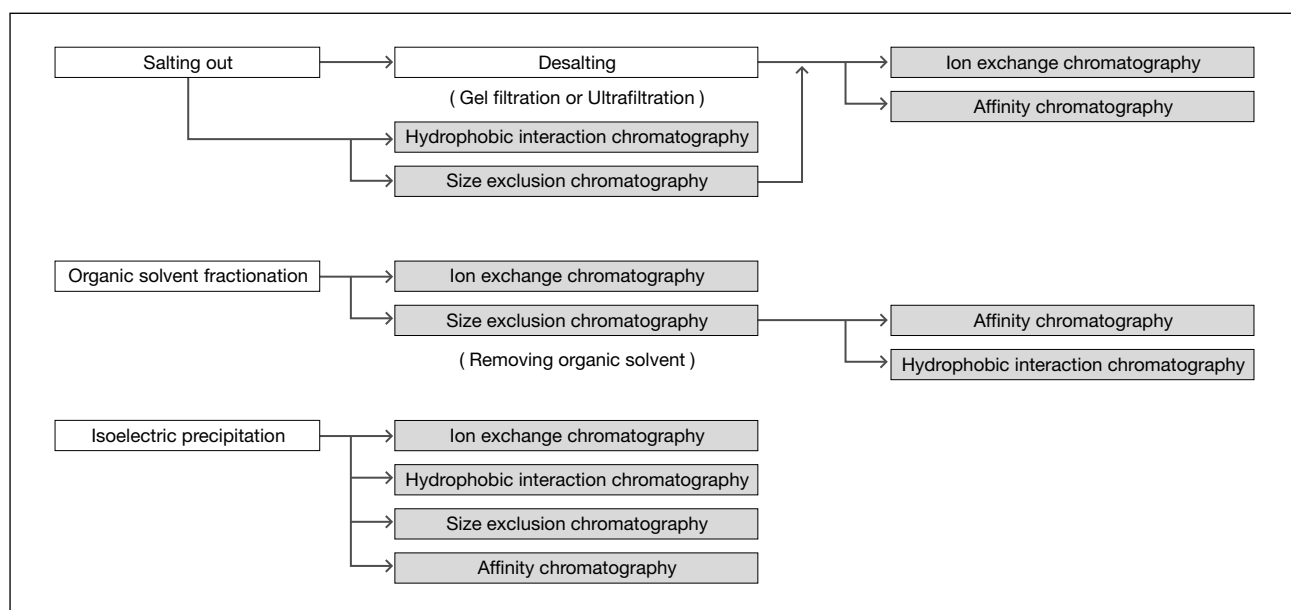 Salting out
Desalting
Ion exchange chromatography
( Gel filtration or Ultrafiltration )
Affinity chromatography
Hydrophobic interaction chromatography
Size exclusion chromatography
Organic solvent fractionation
Ion exchange chromatography
Size exclusion chromatography
Affinity chromatography
( Removing organic solvent )
Hydrophobic interaction chromatography
Isoelectric precipitation
Ion exchange chromatography
Hydrophobic interaction chromatography
Size exclusion chromatography
Affinity chromatography